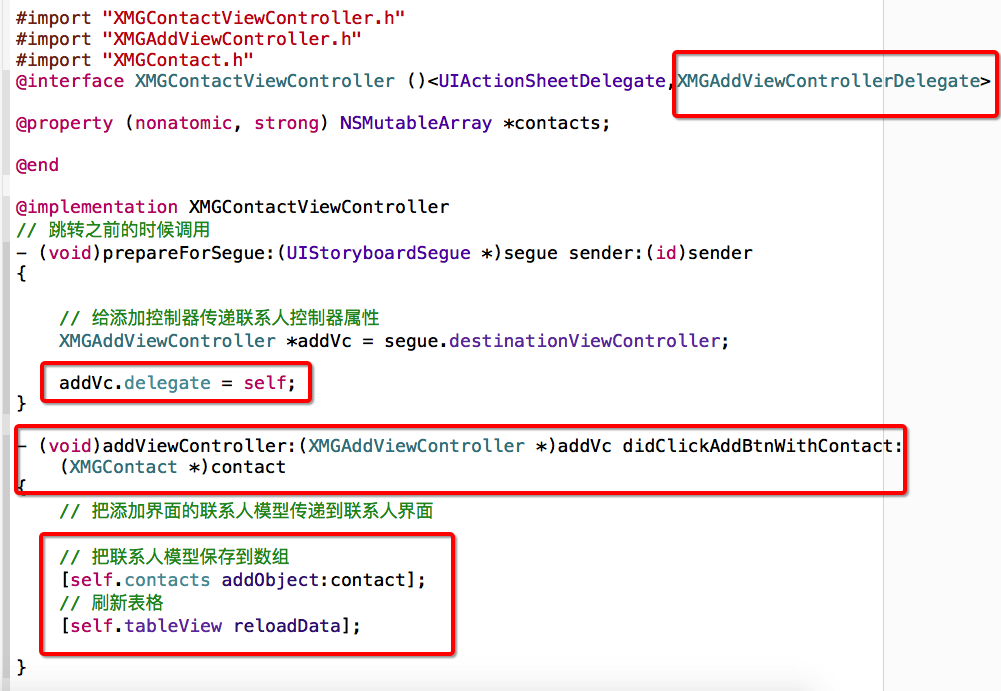 #import "XMGContactViewController.h"
#import "XMGAddViewController.h"
#import "XMGContact.h"
@interface XMGContactViewController ()<UIActionSheetDelegate,XMGAddViewControllerDelegate>
@property (nonatomic, strong) NSMutableArray *contacts;
@end
@implementation XMGContactViewController
// 跳转之前的时候调用
- (void)prepareForSegue:(UIStoryboardSegue *)segue sender:(id)sender
{
// 给添加控制器传递联系人控制器属性
XMGAddViewController *addVc = segue.destinationViewController;
addVc.delegate = self;
}
- (void)addViewController:(XMGAddViewController *)addVc didClickAddBtnWithContact:
(XMGContact *)contact
{
// 把添加界面的联系人模型传递到联系人界面
// 把联系人模型保存到数组
[self.contacts addObject:contact];
// 刷新表格
[self.tableView reloadData];
}